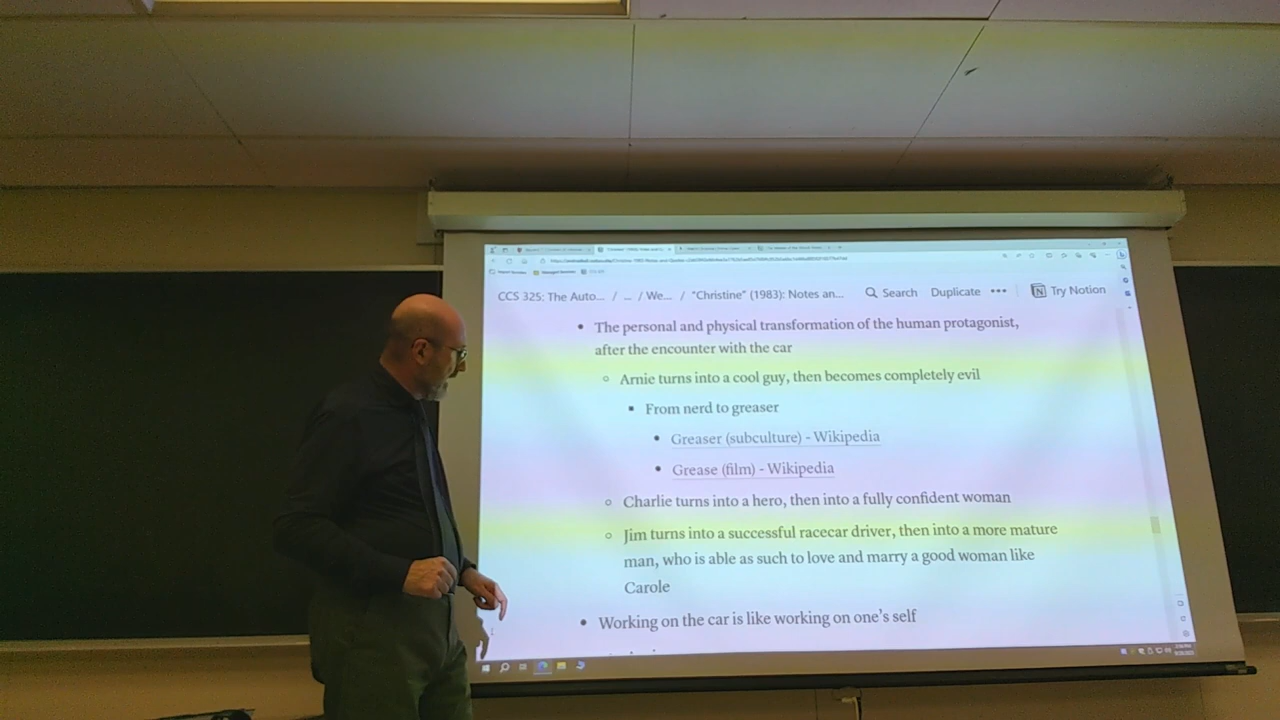 CCS 325: The Auto... / ... / We... / "Christine" (1983): Notes an... Search Duplicate ••• Try Notion
• The personal and physical transformation of the human protagonist,
after the encounter with the car
◦ Arnie turns into a cool guy, then becomes completely evil
▪ From nerd to greaser
• Greaser (subculture) - Wikipedia
• Grease (film) - Wikipedia
◦ Charlie turns into a hero, then into a fully confident woman
◦ Jim turns into a successful racecar driver, then into a more mature
man, who is able as such to love and marry a good woman like
Carole
• Working on the car is like working on one's self